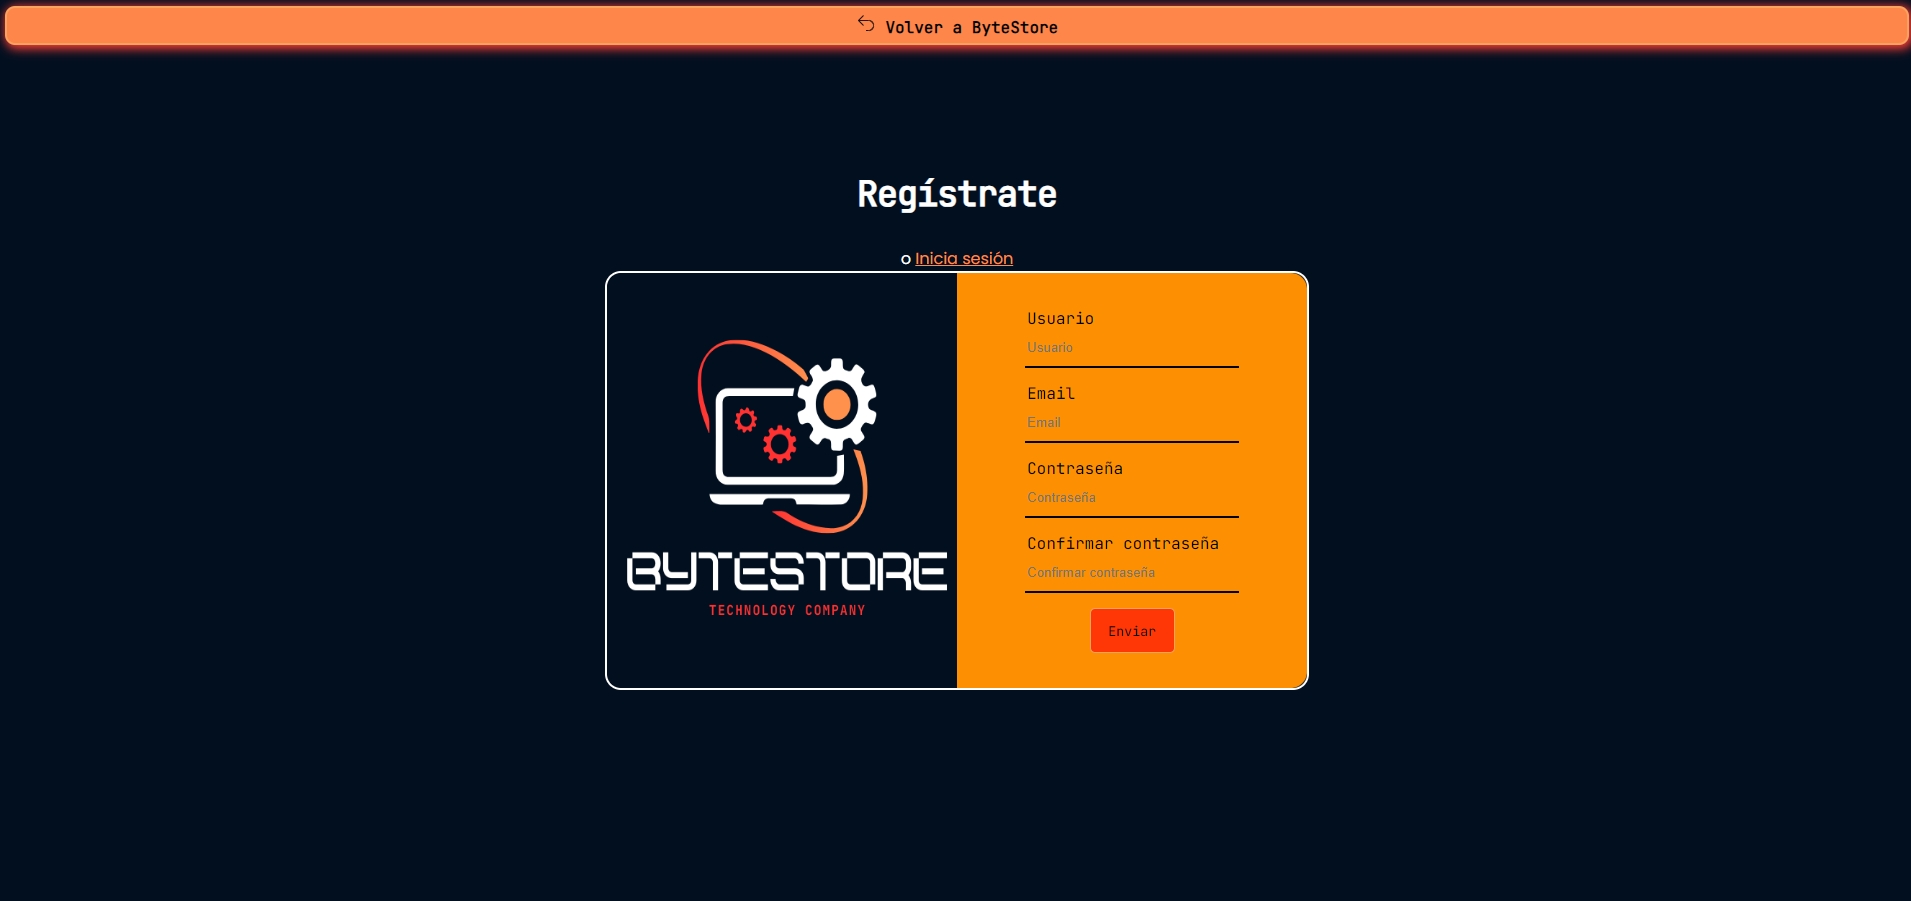 Volver a ByteStore
Regístrate
o Inicia sesión
BYTESTORE
TECHNOLOGY COMPANY
Usuario
Usuario
Email
Email
Contraseña
Contraseña
Confirmar contraseña
Confirmar contraseña
Enviar